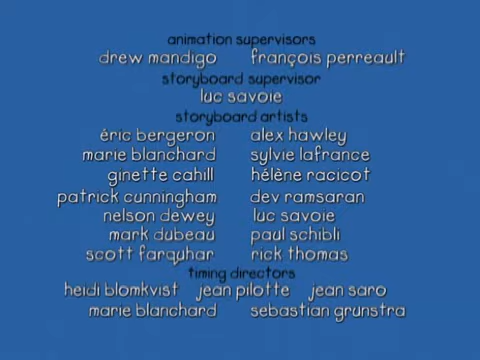 animation supervisors
drew mandigo françois perreault
storyboard supervisor
luc savoie
storyboard artists
éric bergeron alex hawley
marie blanchard sylvie lafrance
ginette cahill hélène racicot
patrick cunningham dev ramsaran
nelson dewey luc savoie
mark dubeau paul schibli
scott farquhar rick thomas
timing directors
heidi blomkvist jean pilotte jean saro
marie blanchard sebastian grunstra